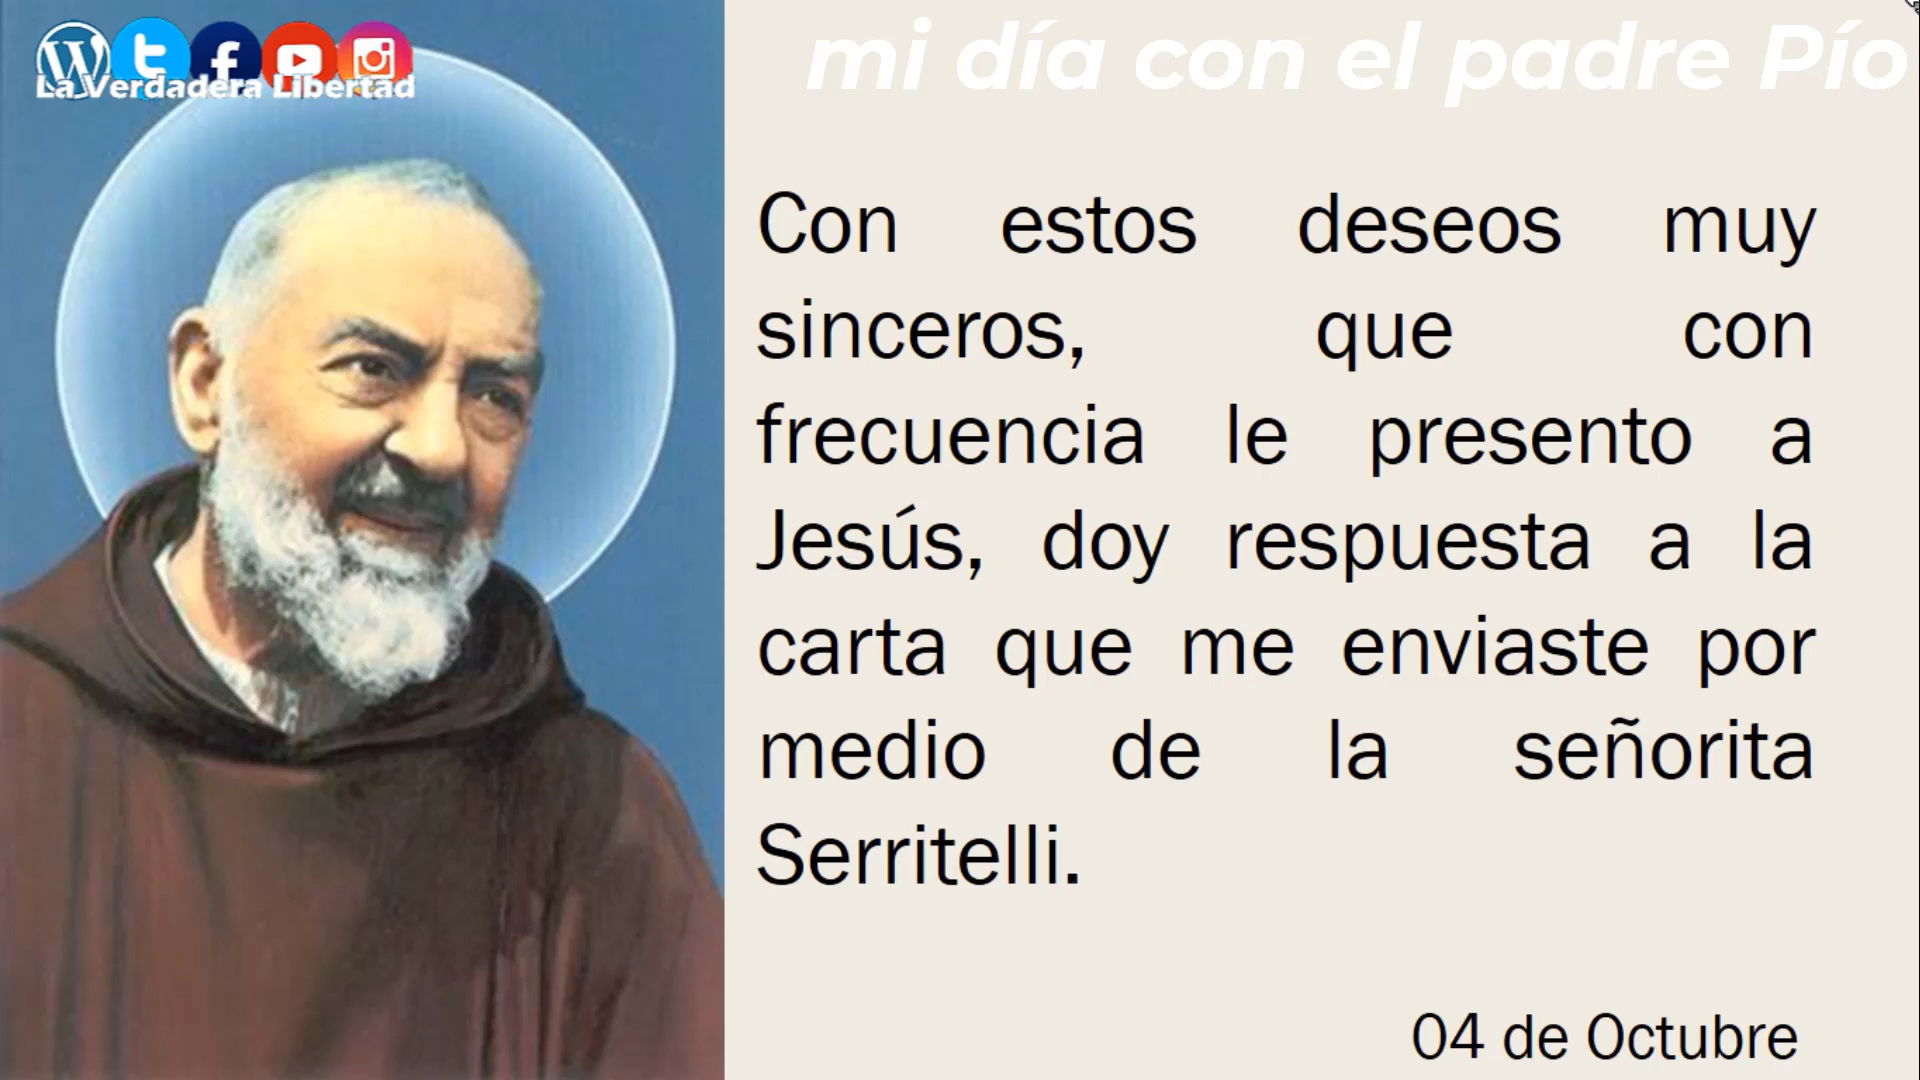 La Verdadera Libertad
mi día con el padre Pío
Con estos deseos muy
sinceros, que con
frecuencia le presento a
Jesús, doy respuesta a la
carta que me enviaste por
medio de la señorita
Serritelli.
04 de Octubre